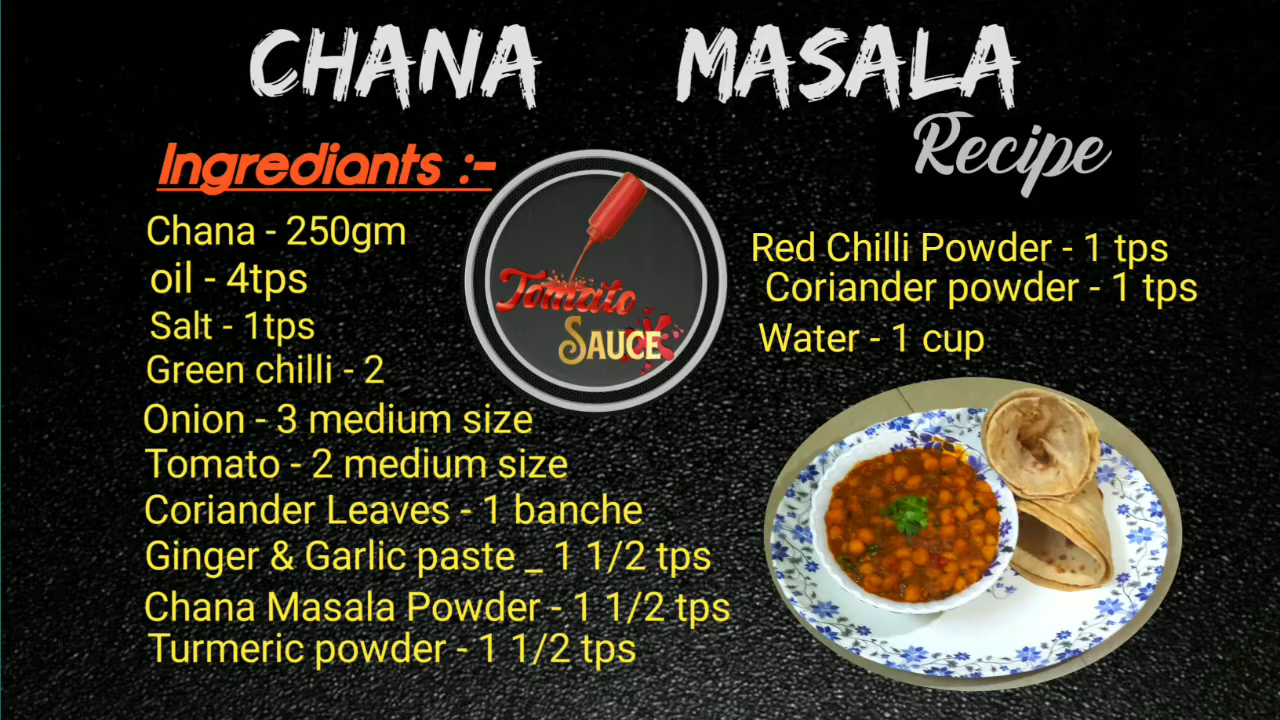 CHANA MASALA
Recipe
Ingrediants :-
Chana - 250gm
oil - 4tps
Salt - 1tps
Green chilli - 2
Onion - 3 medium size
Tomato - 2 medium size
Coriander Leaves - 1 banche
Ginger & Garlic paste _ 1 1/2 tps
Chana Masala Powder - 1 1/2 tps
Turmeric powder - 1 1/2 tps
Tomato
SAUCE
Red Chilli Powder - 1 tps
Coriander powder - 1 tps
Water - 1 cup